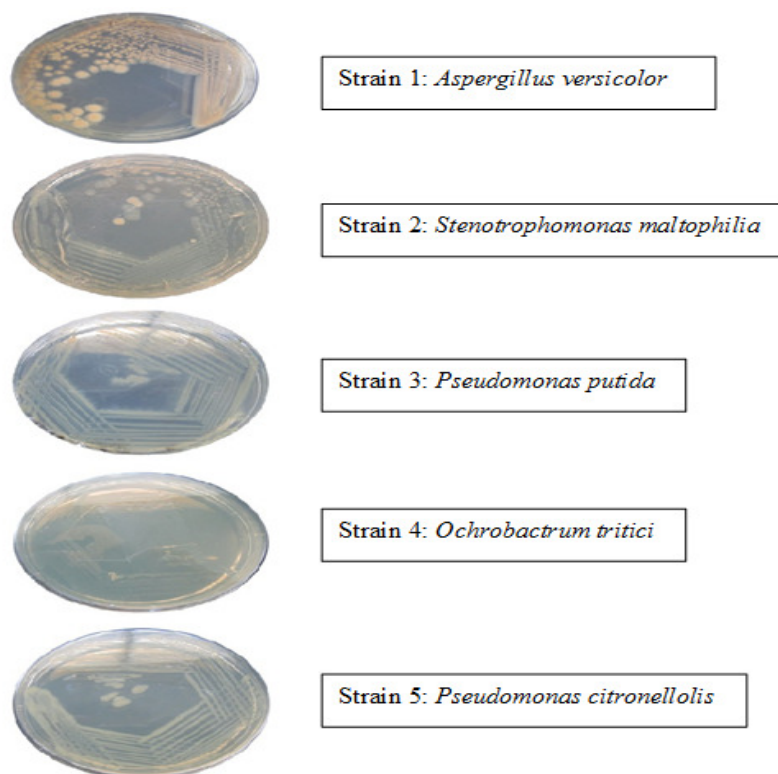 Strain 1: Aspergillus versicolor
Strain 2: Stenotrophomonas maltophilia
Strain 3: Pseudomonas putida
Strain 4: Ochrobactrum tritici
Strain 5: Pseudomonas citronellolis